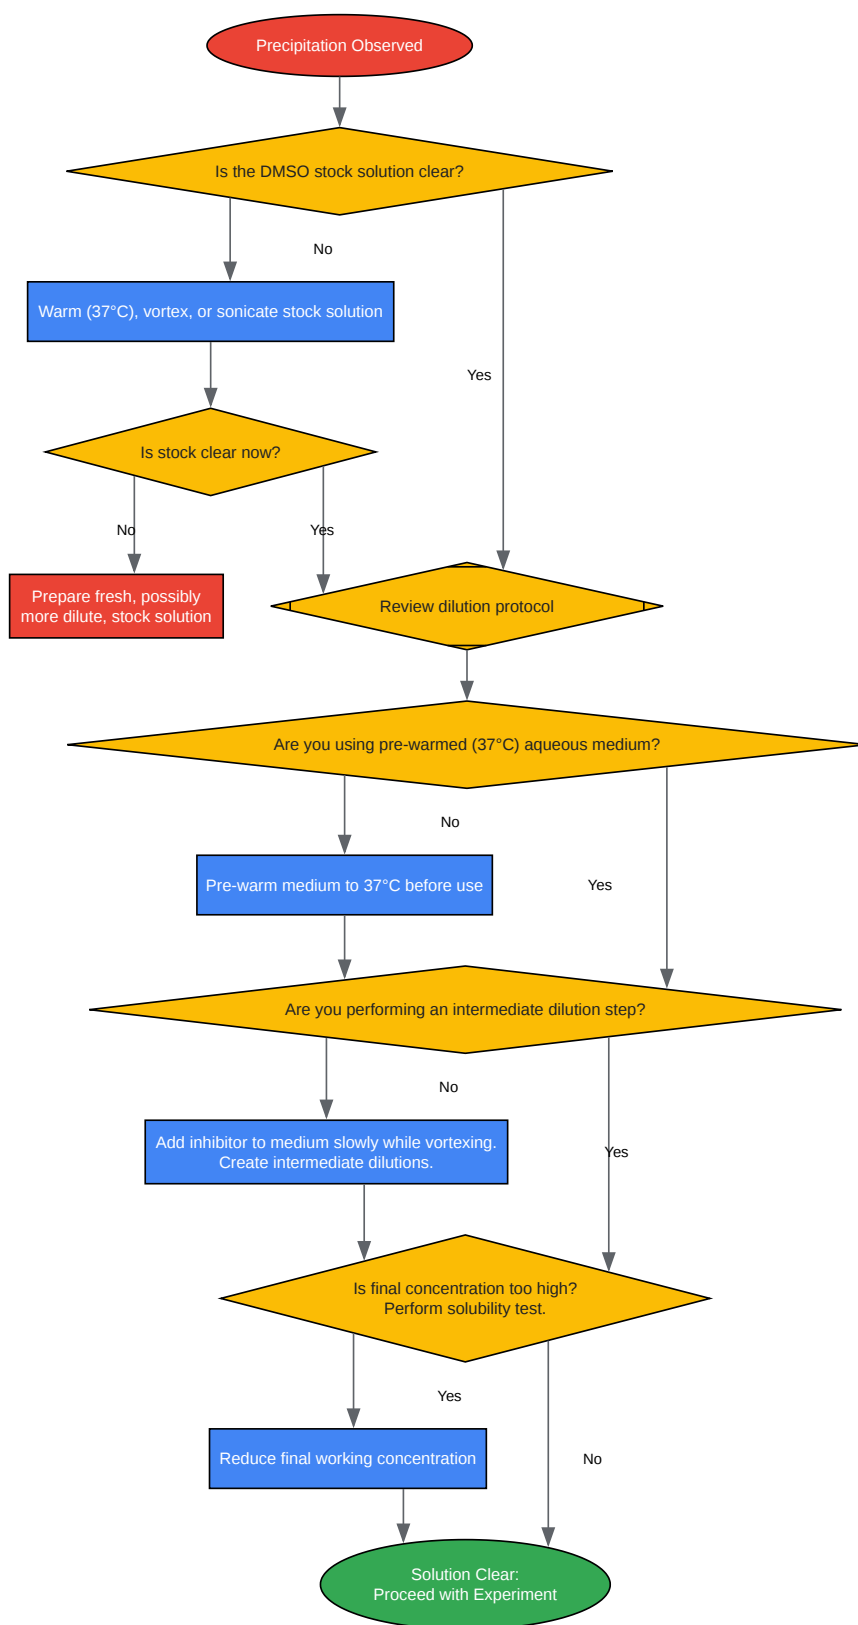 Precipitation Observed
Is the DMSO stock solution clear?
No
Warm (37°C), vortex, or sonicate stock solution
Yes
Is stock clear now?
No
Yes
Prepare fresh, possibly
more dilute, stock solution
Review dilution protocol
Are you using pre-warmed (37°C) aqueous medium?
No
Pre-warm medium to 37°C before use
Yes
Are you performing an intermediate dilution step?
No
Add inhibitor to medium slowly while vortexing.
Create intermediate dilutions.
Yes
Is final concentration too high?
Perform solubility test.
Yes
Reduce final working concentration
No
Solution Clear:
Proceed with Experiment